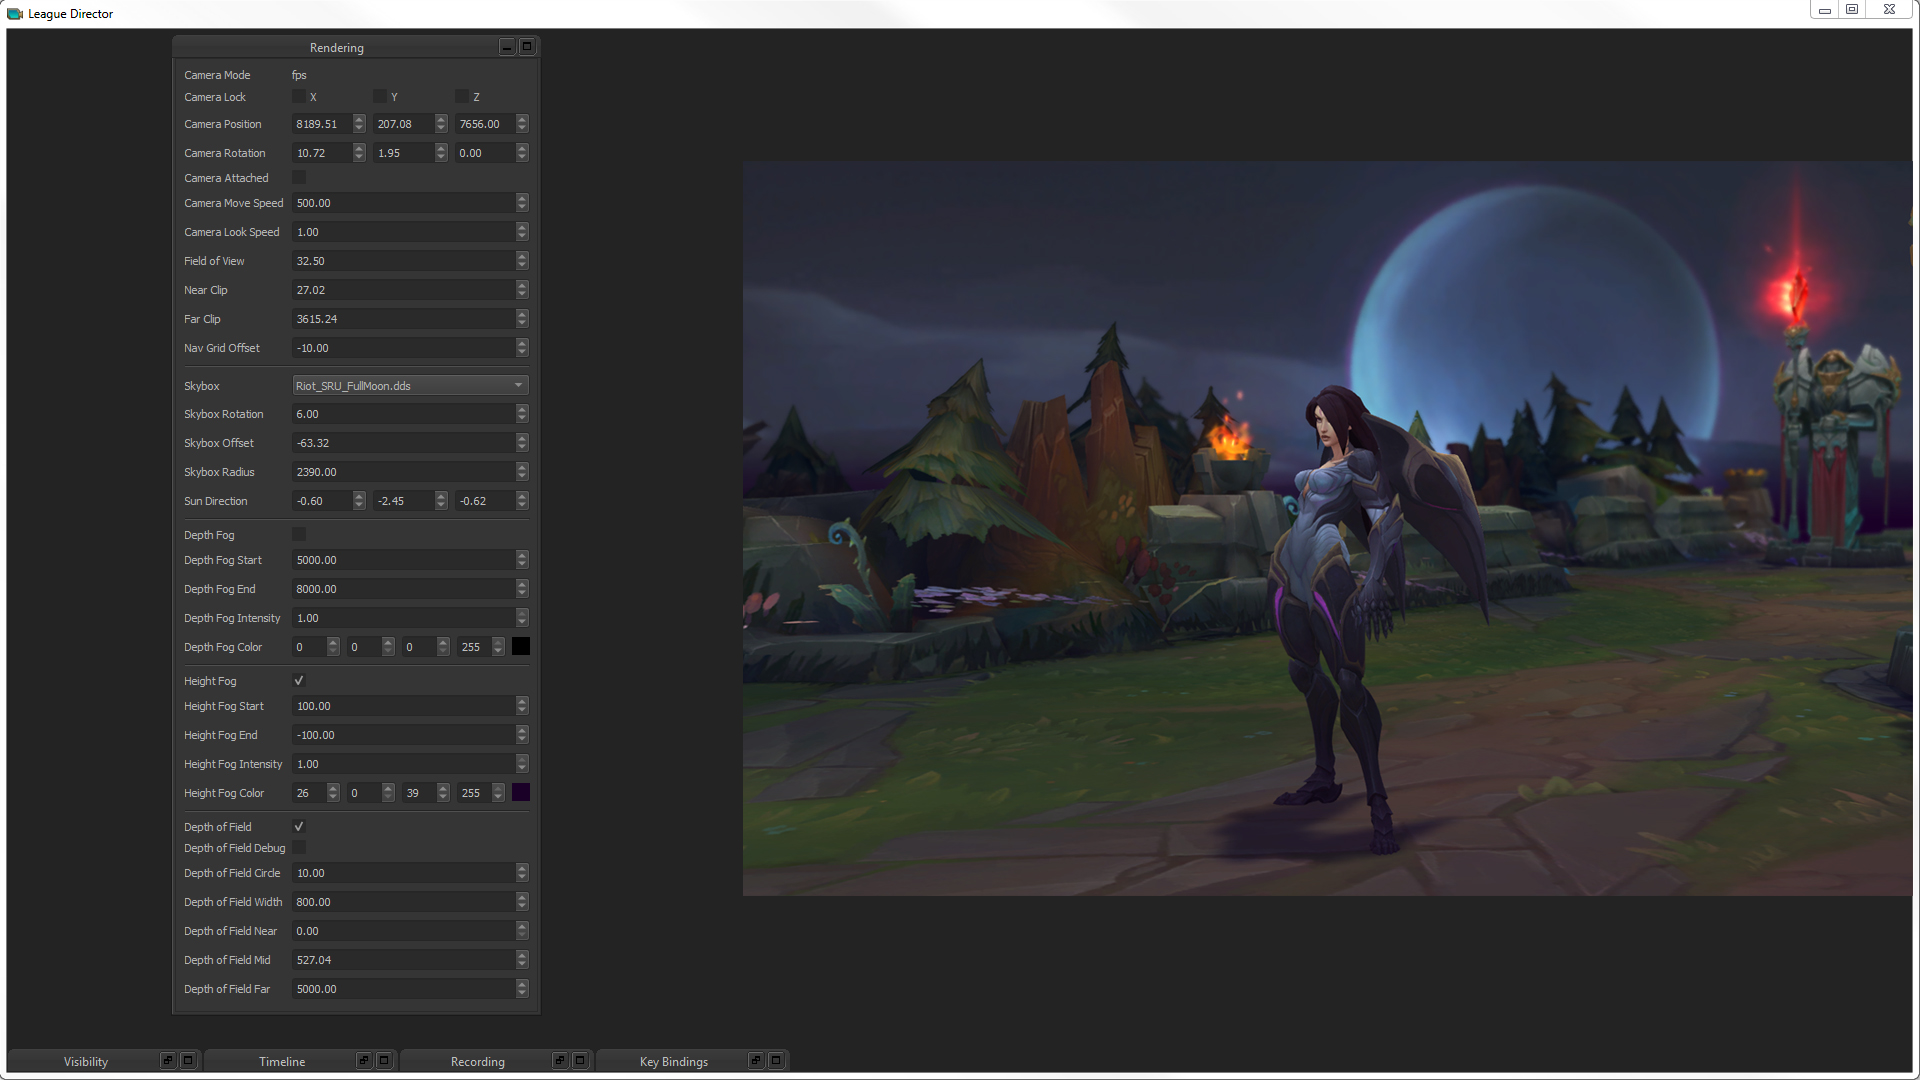 League Director
Rendering
Camera Mode fps
Camera Lock X Y Z
Camera Position 8189.51 207.08 7656.00
Camera Rotation 10.72 1.95 0.00
Camera Attached
Camera Move Speed 500.00
Camera Look Speed 1.00
Field of View 32.50
Near Clip 27.02
Far Clip 3615.24
Nav Grid Offset -10.00
Skybox Riot_SRU_FullMoon.dds
Skybox Rotation 6.00
Skybox Offset -63.32
Skybox Radius 2390.00
Sun Direction -0.60 -2.45 -0.62
Depth Fog
Depth Fog Start 5000.00
Depth Fog End 8000.00
Depth Fog Intensity 1.00
Depth Fog Color 0 0 0 255
Height Fog
Height Fog Start 100.00
Height Fog End -100.00
Height Fog Intensity 1.00
Height Fog Color 26 0 39 255
Depth of Field
Depth of Field Debug
Depth of Field Circle 10.00
Depth of Field Width 800.00
Depth of Field Near 0.00
Depth of Field Mid 527.04
Depth of Field Far 5000.00
Visibility Timeline Recording Key Bindings